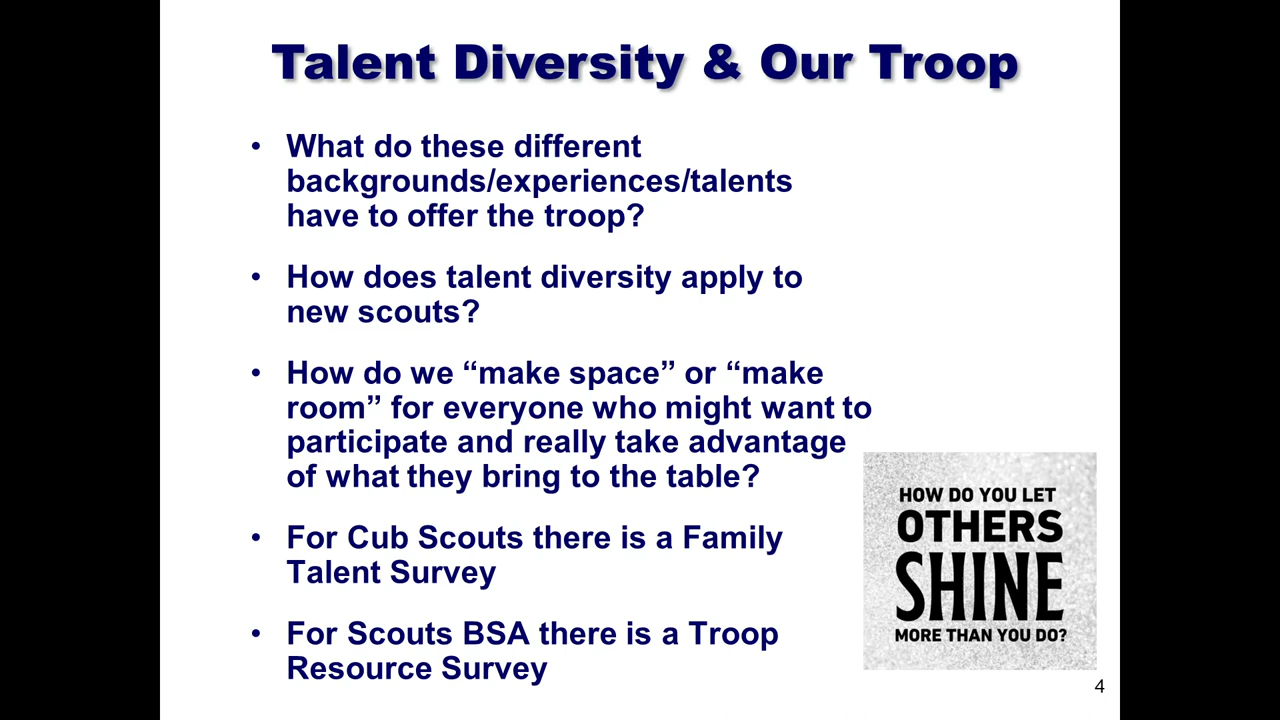 Talent Diversity & Our Troop
• What do these different
backgrounds/experiences/talents
have to offer the troop?
• How does talent diversity apply to
new scouts?
• How do we “make space” or “make
room” for everyone who might want to
participate and really take advantage
of what they bring to the table?
• For Cub Scouts there is a Family
Talent Survey
• For Scouts BSA there is a Troop
Resource Survey
HOW DO YOU LET
OTHERS
SHINE
MORE THAN YOU DO?
4